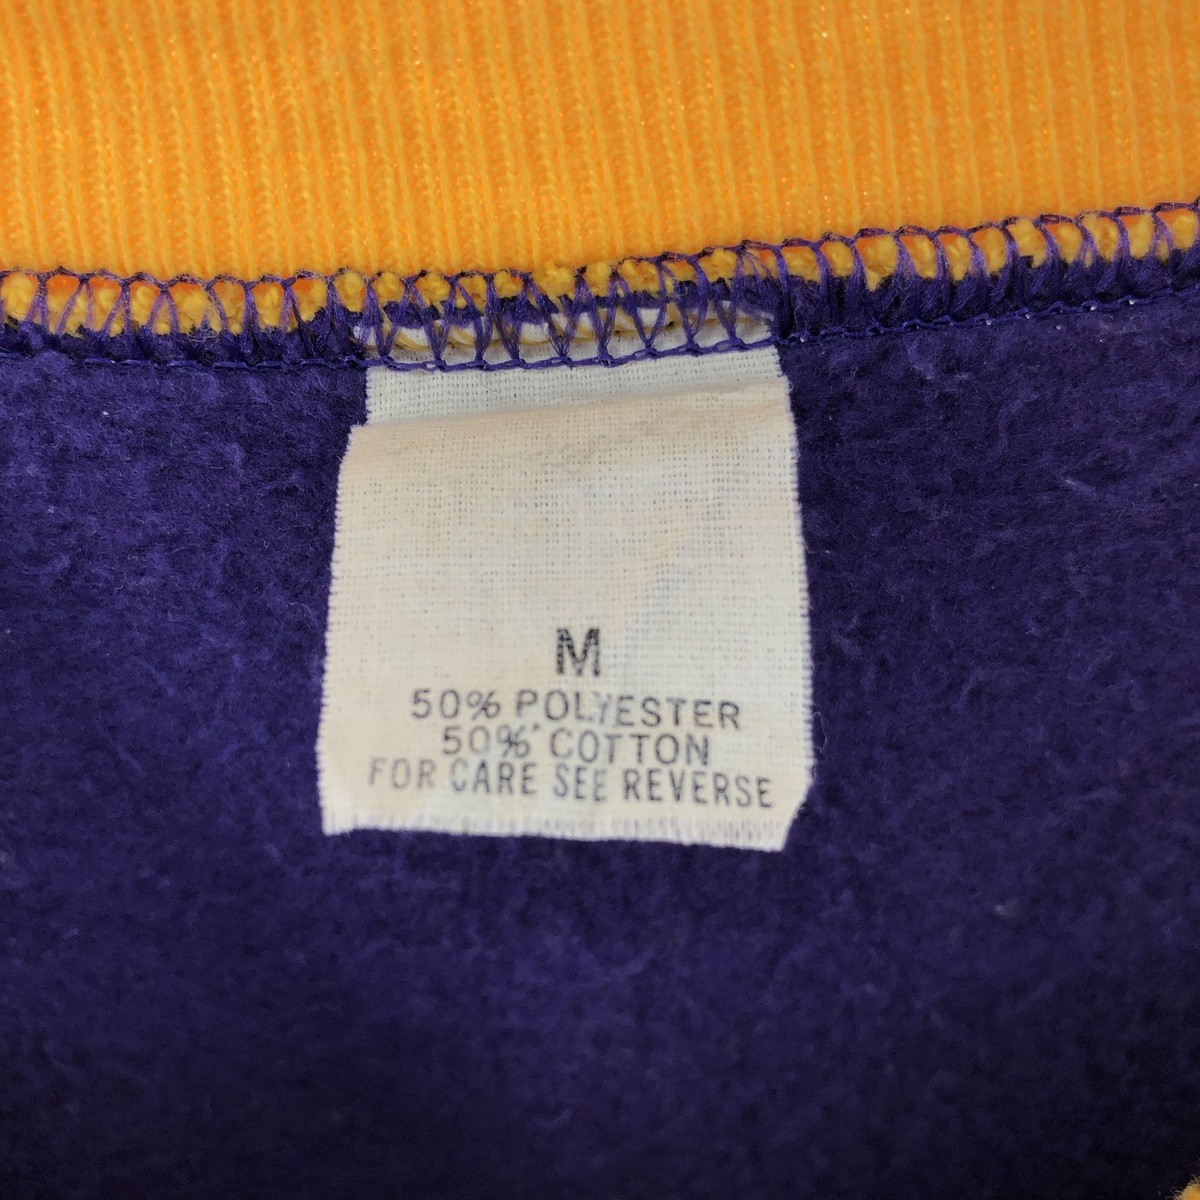 M
50% POLYESTER
50% COTTON
FOR CARE SEE REVERSE